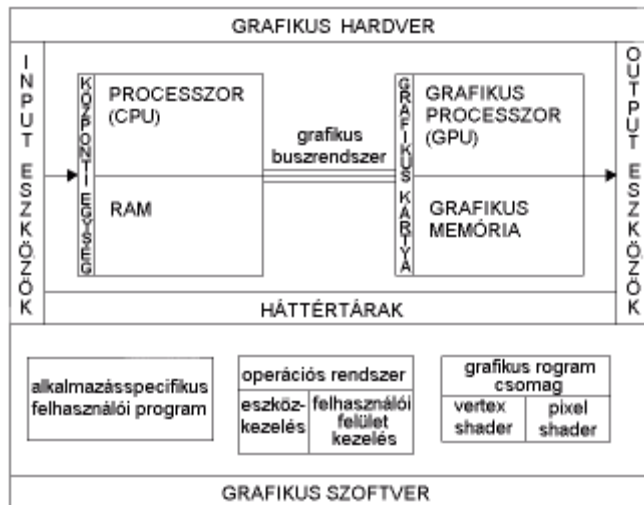 GRAFIKUS HARDVER
INPUT ESZKÖZÖK
KÖZPONTI EGYSÉG
PROCESSZOR
(CPU)
RAM
grafikus
buszrendszer
GRAFIKUS KÁRTYA
GRAFIKUS
PROCESSZOR
(GPU)
GRAFIKUS
MEMÓRIA
OUTPUT ESZKÖZÖK
HÁTTÉRTÁRAK
alkalmazásspecifikus
felhasználói program
operációs rendszer
eszköz-
kezelés
felhasználói
felület
kezelés
grafikus rogram
csomag
vertex
shader
pixel
shader
GRAFIKUS SZOFTVER